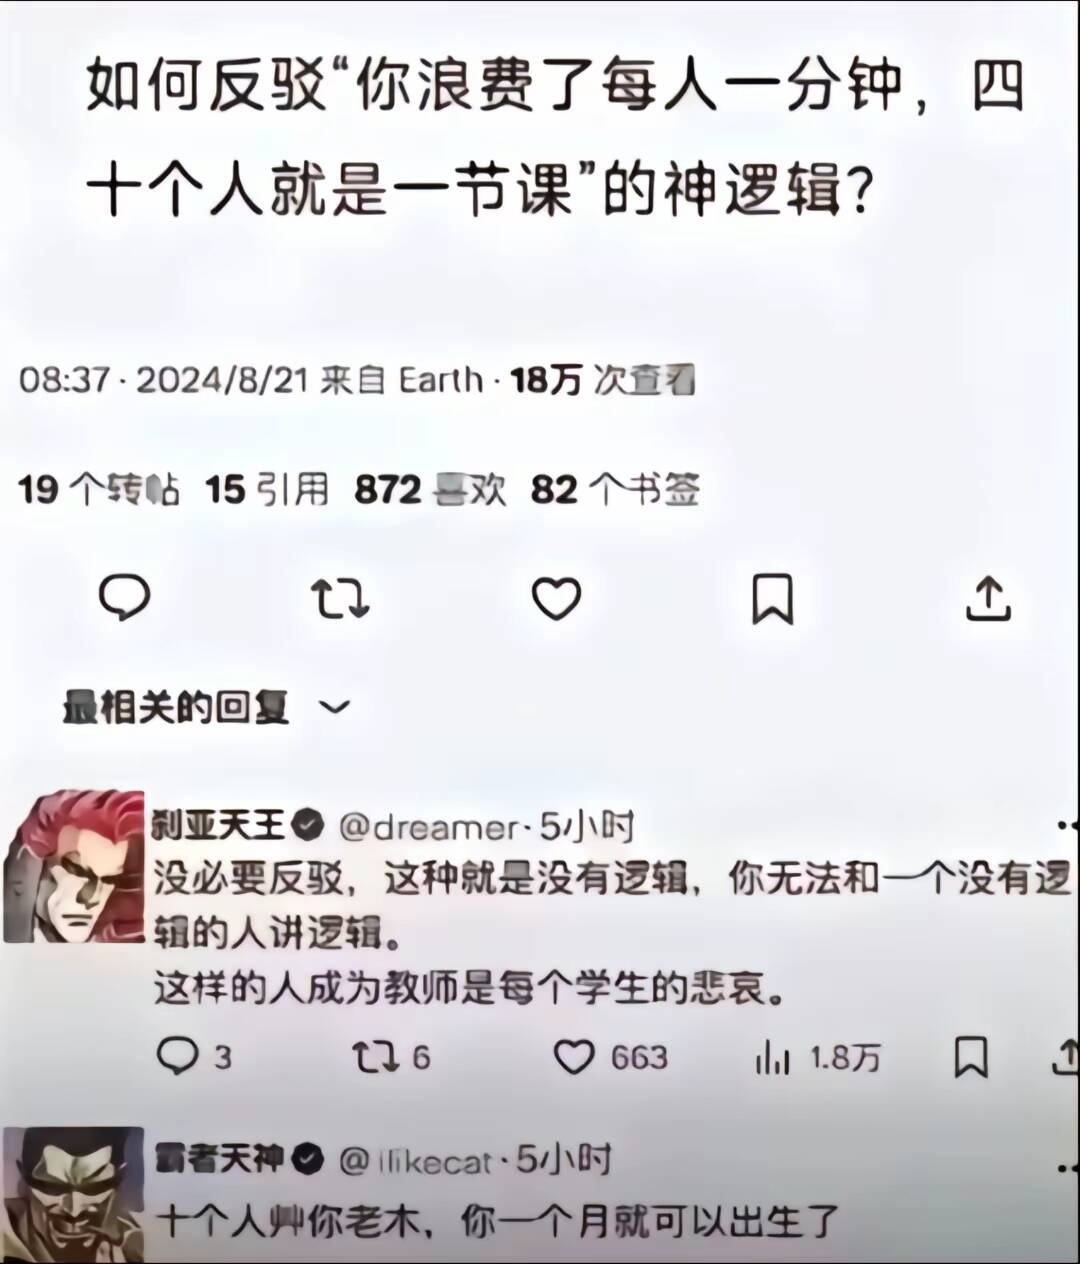 如何反驳“你浪费了每人一分钟，四
十个人就是一节课”的神逻辑？
08:37 · 2024/8/21 来自 Earth · 18万 次查看
19 个转帖 15 引用 872 喜欢 82 个书签
最相关的回复
刹亚天王 @dreamer · 5小时
没必要反驳，这种就是没有逻辑，你无法和一个没有逻
辑的人讲逻辑。
这样的人成为教师是每个学生的悲哀。
3 6 663 1.8万
霸者天神 @ilikecat · 5小时
十个人艸你老木，你一个月就可以出生了